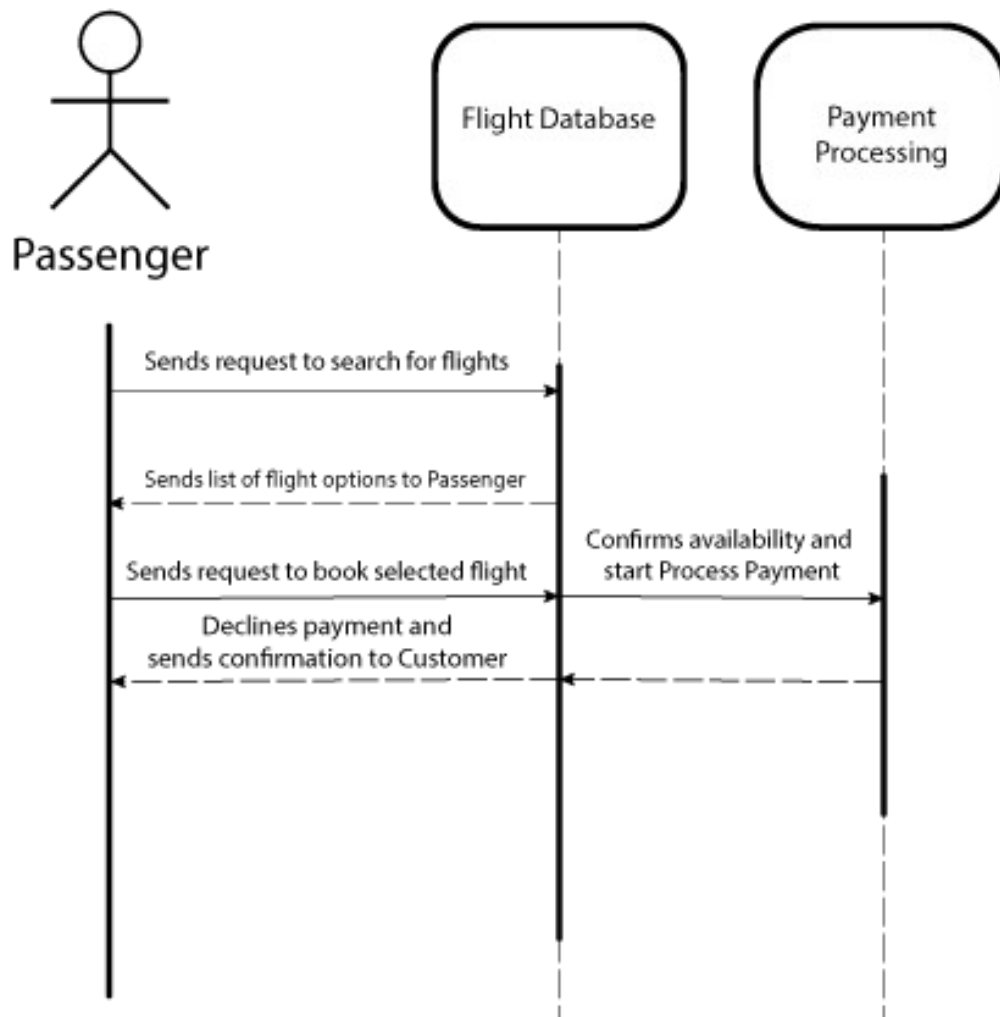 Flight Database
Payment
Processing
Passenger
Sends request to search for flights
Sends list of flight options to Passenger
Confirms availability and
start Process Payment
Sends request to book selected flight
Declines payment and
sends confirmation to Customer